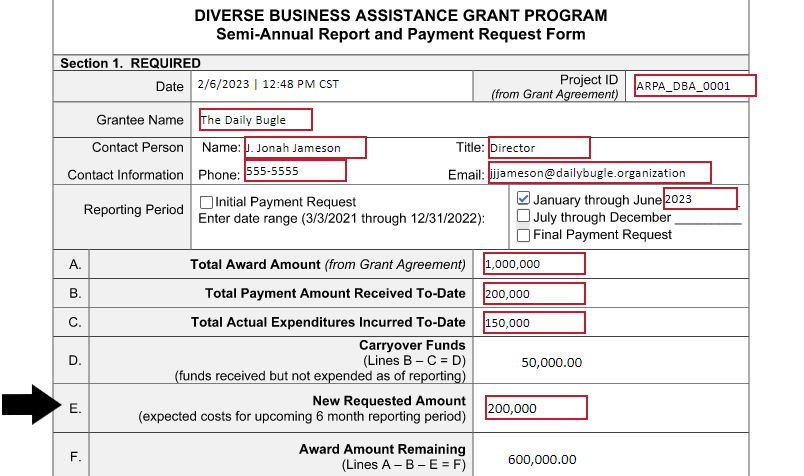 DIVERSE BUSINESS ASSISTANCE GRANT PROGRAM
Semi-Annual Report and Payment Request Form
Section 1. REQUIRED
Date 2/6/2023 | 12:48 PM CST Project ID (from Grant Agreement) ARPA_DBA_0001
Grantee Name The Daily Bugle
Contact Person Name: J. Jonah Jameson Title: Director
Contact Information Phone: 555-5555 Email: jjjameson@dailybugle.organization
Reporting Period Initial Payment Request
Enter date range (3/3/2021 through 12/31/2022):
January through June 2023
July through December
Final Payment Request
A. Total Award Amount (from Grant Agreement) 1,000,000
B. Total Payment Amount Received To-Date 200,000
C. Total Actual Expenditures Incurred To-Date 150,000
D. Carryover Funds
(Lines B – C = D) 50,000.00
(funds received but not expended as of reporting)
E. New Requested Amount 200,000
(expected costs for upcoming 6 month reporting period)
F. Award Amount Remaining 600,000.00
(Lines A – B – E = F)